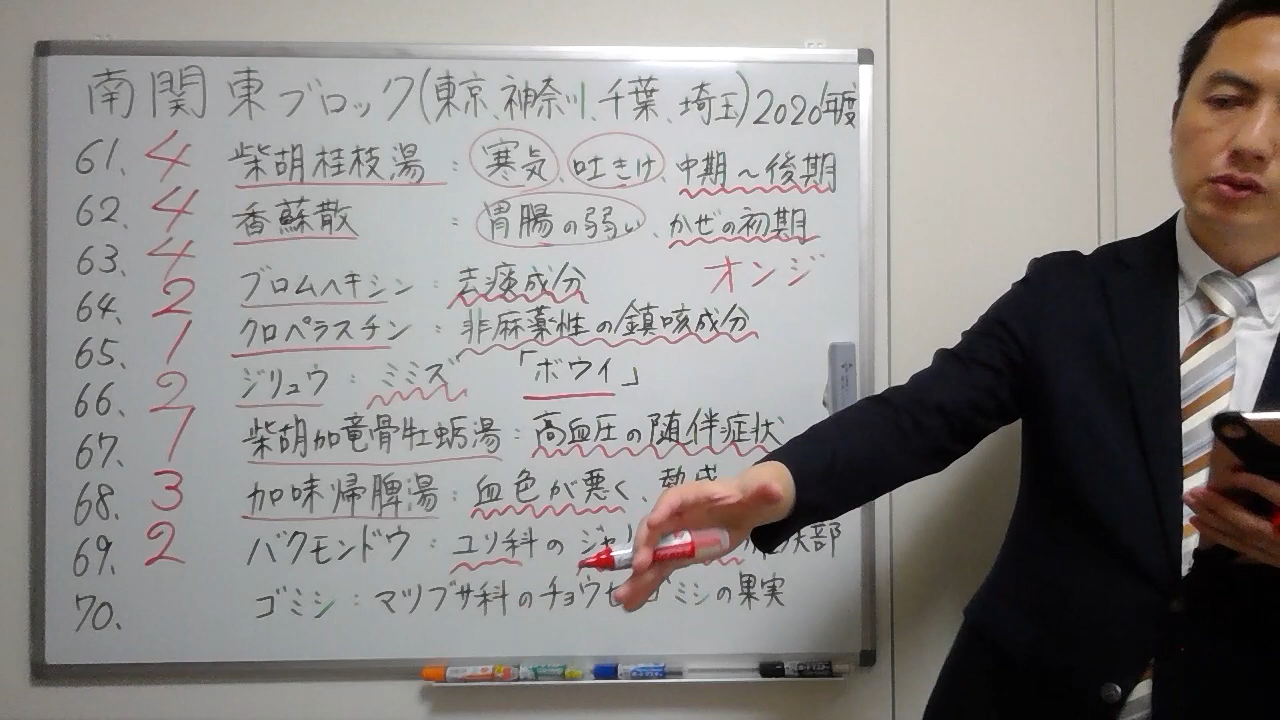 南関東ブロック(東京、神奈川、千葉、埼玉)2020年度
61. 4 柴胡桂枝湯：寒気、吐きけ、中期〜後期
62. 4 香蘇散：胃腸の弱い、かぜの初期
63. 4 オンジ
64. 2 ブロムヘキシン：去痰成分
65. 1 クロペラスチン：非麻薬性の鎮咳成分
66. 2 ジリュウ：ミミズ 「ボウイ」
67. 1 柴胡加竜骨牡蛎湯：高血圧の随伴症状
68. 3 加味帰脾湯：血色が悪く、
69. 2 バクモンドウ：ユリ科のジャ
70. ゴミシ：マツブサ科のチョウセ ゴミシの果実